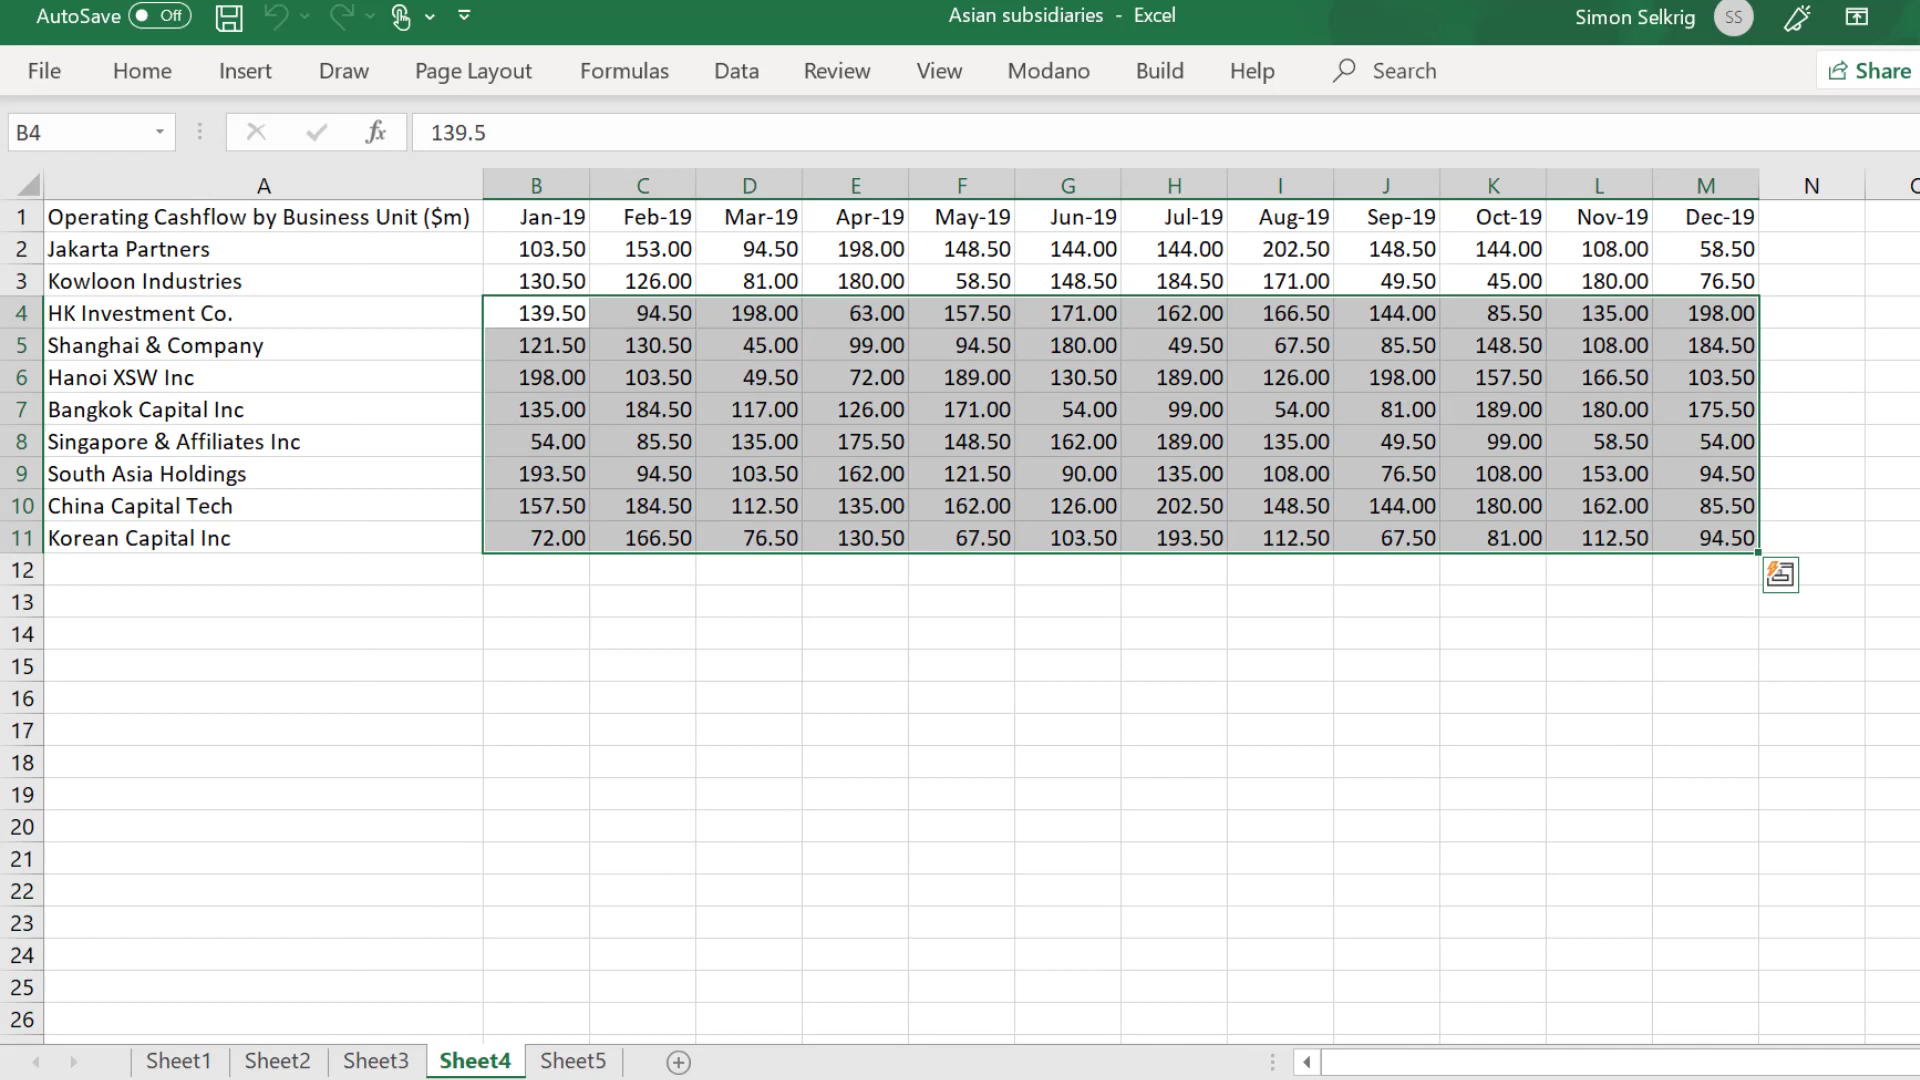 AutoSave Off Asian subsidiaries - Excel Simon Selkrig SS
File Home Insert Draw Page Layout Formulas Data Review View Modano Build Help Search Share
B4 fx 139.5
A B C D E F G H I J K L M N
1 Operating Cashflow by Business Unit ($m) Jan-19 Feb-19 Mar-19 Apr-19 May-19 Jun-19 Jul-19 Aug-19 Sep-19 Oct-19 Nov-19 Dec-19
2 Jakarta Partners 103.50 153.00 94.50 198.00 148.50 144.00 144.00 202.50 148.50 144.00 108.00 58.50
3 Kowloon Industries 130.50 126.00 81.00 180.00 58.50 148.50 184.50 171.00 49.50 45.00 180.00 76.50
4 HK Investment Co. 139.50 94.50 198.00 63.00 157.50 171.00 162.00 166.50 144.00 85.50 135.00 198.00
5 Shanghai & Company 121.50 130.50 45.00 99.00 94.50 180.00 49.50 67.50 85.50 148.50 108.00 184.50
6 Hanoi XSW Inc 198.00 103.50 49.50 72.00 189.00 130.50 189.00 126.00 198.00 157.50 166.50 103.50
7 Bangkok Capital Inc 135.00 184.50 117.00 126.00 171.00 54.00 99.00 54.00 81.00 189.00 180.00 175.50
8 Singapore & Affiliates Inc 54.00 85.50 135.00 175.50 148.50 162.00 189.00 135.00 49.50 99.00 58.50 54.00
9 South Asia Holdings 193.50 94.50 103.50 162.00 121.50 90.00 135.00 108.00 76.50 108.00 153.00 94.50
10 China Capital Tech 157.50 184.50 112.50 135.00 162.00 126.00 202.50 148.50 144.00 180.00 162.00 85.50
11 Korean Capital Inc 72.00 166.50 76.50 130.50 67.50 103.50 193.50 112.50 67.50 81.00 112.50 94.50
12
13
14
15
16
17
18
19
20
21
22
23
24
25
26
Sheet1 Sheet2 Sheet3 Sheet4 Sheet5